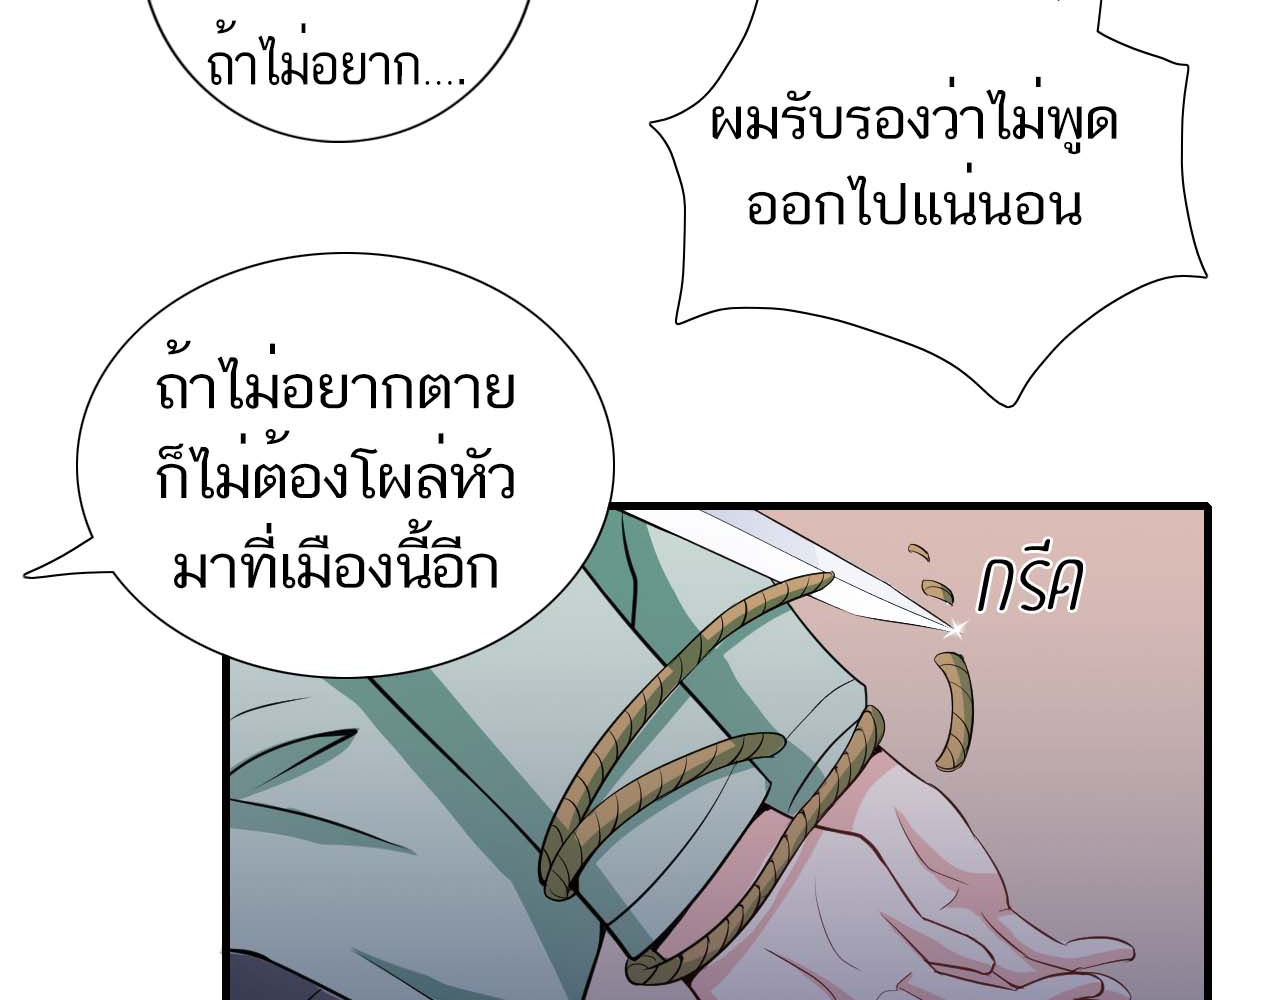 ถ้าไม่อยาก....
ผมรับรองว่าไม่พูด
ออกไปแน่นอน
ถ้าไม่อยากตาย
ก็ไม่ต้องโผล่หัว
มาที่เมืองนี้อีก
กรีค